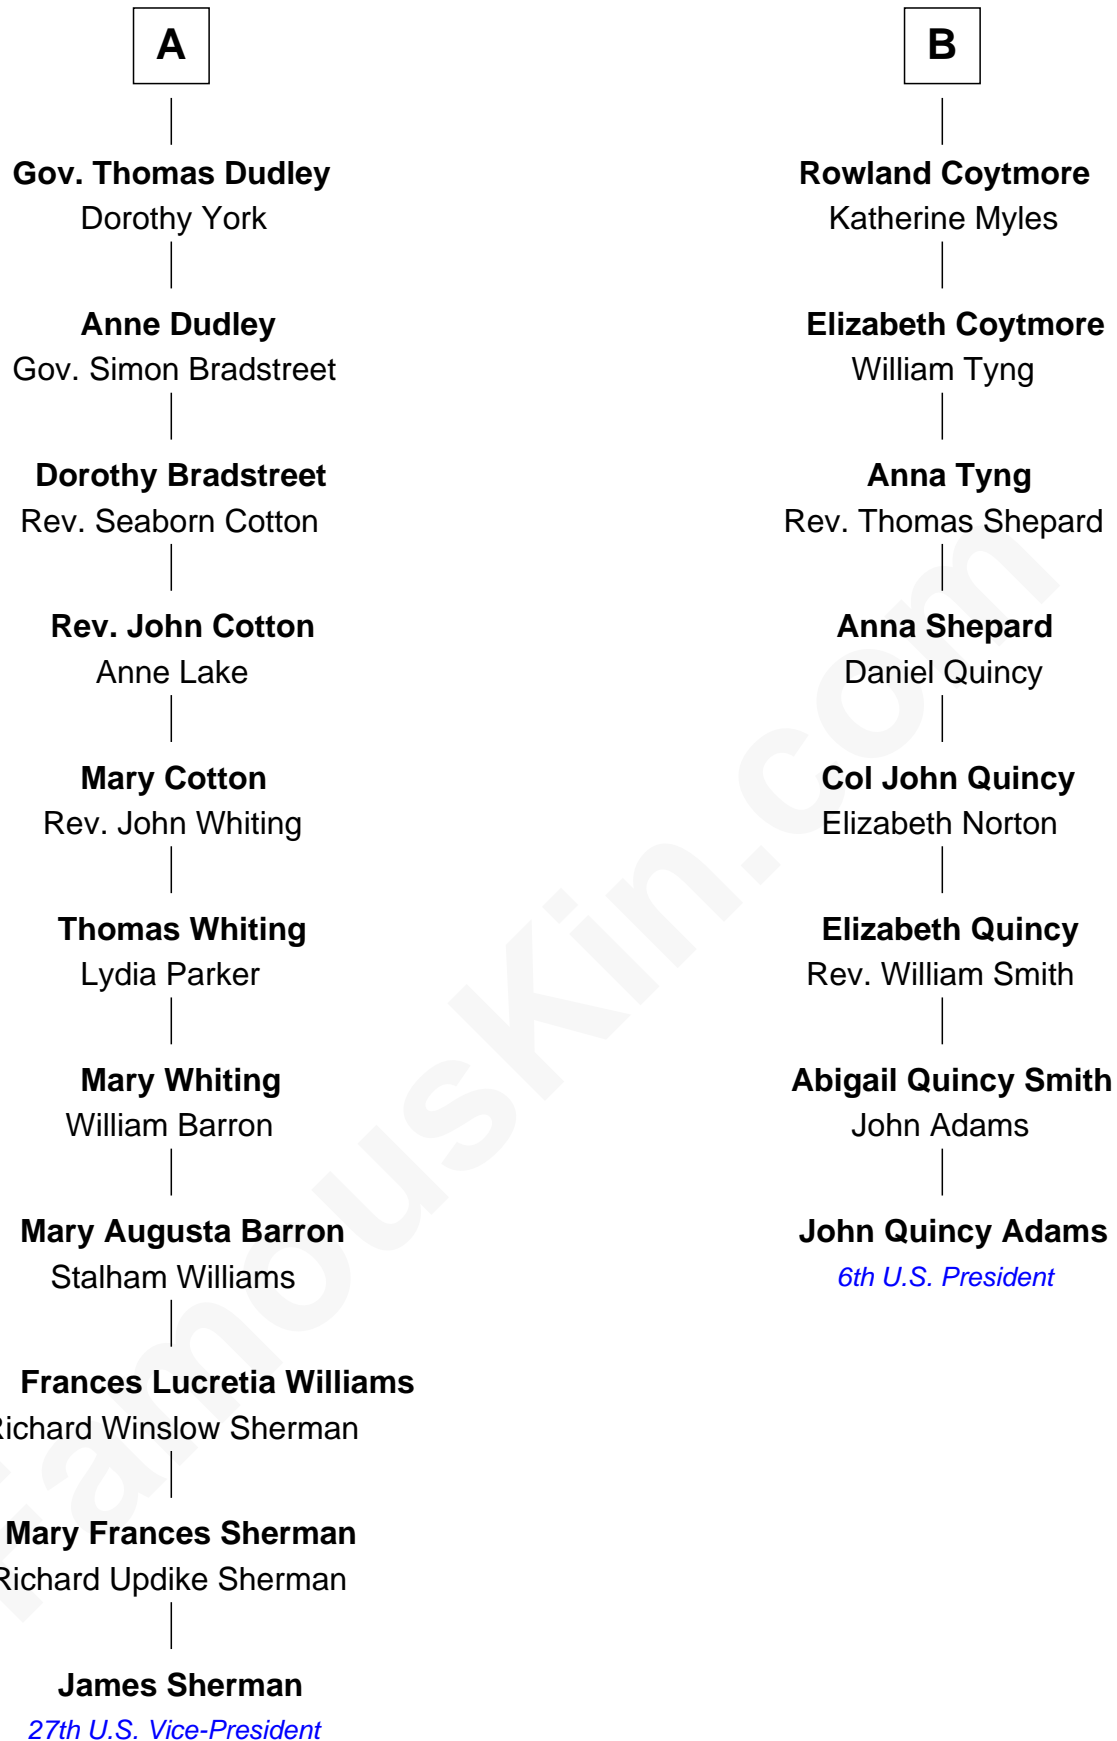 A
Gov. Thomas Dudley
Dorothy York
Anne Dudley
Gov. Simon Bradstreet
Dorothy Bradstreet
Rev. Seaborn Cotton
Rev. John Cotton
Anne Lake
Mary Cotton
Rev. John Whiting
Thomas Whiting
Lydia Parker
Mary Whiting
William Barron
Mary Augusta Barron
Stalham Williams
Frances Lucretia Williams
Richard Winslow Sherman
Mary Frances Sherman
Richard Updike Sherman
James Sherman
27th U.S. Vice-President
B
Rowland Coytmore
Katherine Myles
Elizabeth Coytmore
William Tyng
Anna Tyng
Rev. Thomas Shepard
Anna Shepard
Daniel Quincy
Col John Quincy
Elizabeth Norton
Elizabeth Quincy
Rev. William Smith
Abigail Quincy Smith
John Adams
John Quincy Adams
6th U.S. President
FamousKin.com